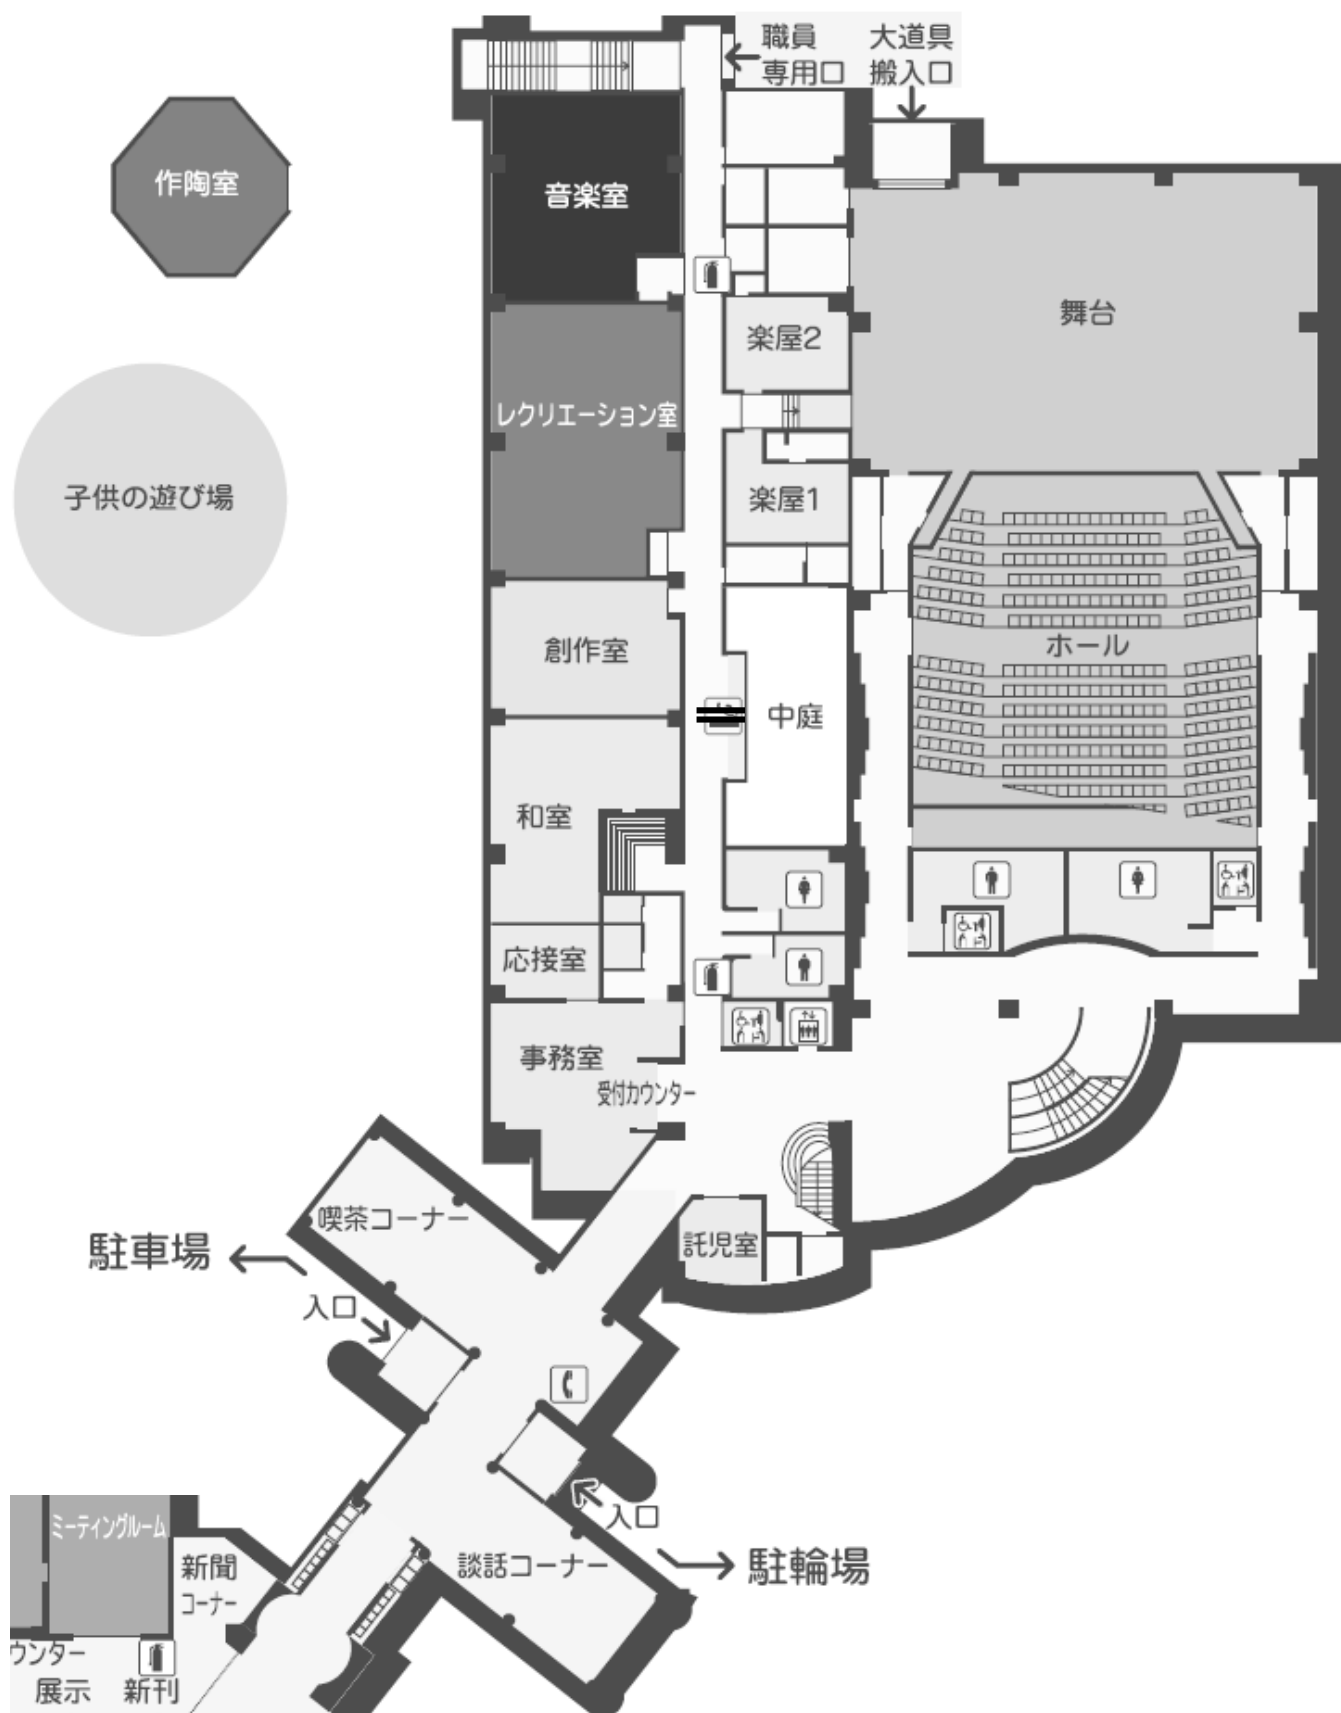 職員
専用口
大道具
搬入口
作陶室
音楽室
舞台
楽屋2
レクリエーション室
子供の遊び場
楽屋1
創作室
ホール
中庭
和室
応接室
事務室
受付カウンター
喫茶コーナー
託児室
駐車場
入口
入口
ミーティングルーム
新聞
コーナー
談話コーナー
駐輪場
ウンター
展示
新刊